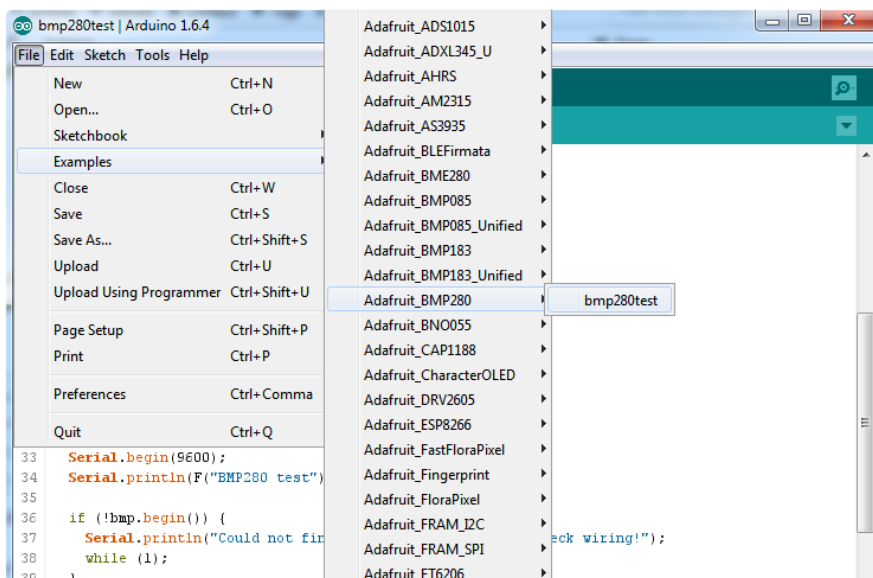 bmp280test | Arduino 1.6.4
File Edit Sketch Tools Help
New Ctrl+N
Open... Ctrl+O
Sketchbook
Examples
Close Ctrl+W
Save Ctrl+S
Save As... Ctrl+Shift+S
Upload Ctrl+U
Upload Using Programmer Ctrl+Shift+U
Page Setup Ctrl+Shift+P
Print Ctrl+P
Preferences Ctrl+Comma
Quit Ctrl+Q
Adafruit_ADS1015
Adafruit_ADXL345_U
Adafruit_AHRS
Adafruit_AM2315
Adafruit_AS3935
Adafruit_BLEFirmata
Adafruit_BME280
Adafruit_BMP085
Adafruit_BMP085_Unified
Adafruit_BMP183
Adafruit_BMP183_Unified
Adafruit_BMP280
Adafruit_BNO055
Adafruit_CAP1188
Adafruit_CharacterOLED
Adafruit_DRV2605
Adafruit_ESP8266
Adafruit_FastFloraPixel
Adafruit_Fingerprint
Adafruit_FloraPixel
Adafruit_FRAM_I2C
Adafruit_FRAM_SPI
Adafruit_FT6206
bmp280test
33 Serial.begin(9600);
34 Serial.println(F("BMP280 test")
35
36 if (!bmp.begin()) {
37 Serial.println("Could not fin eck wiring!");
38 while (1);
39 }